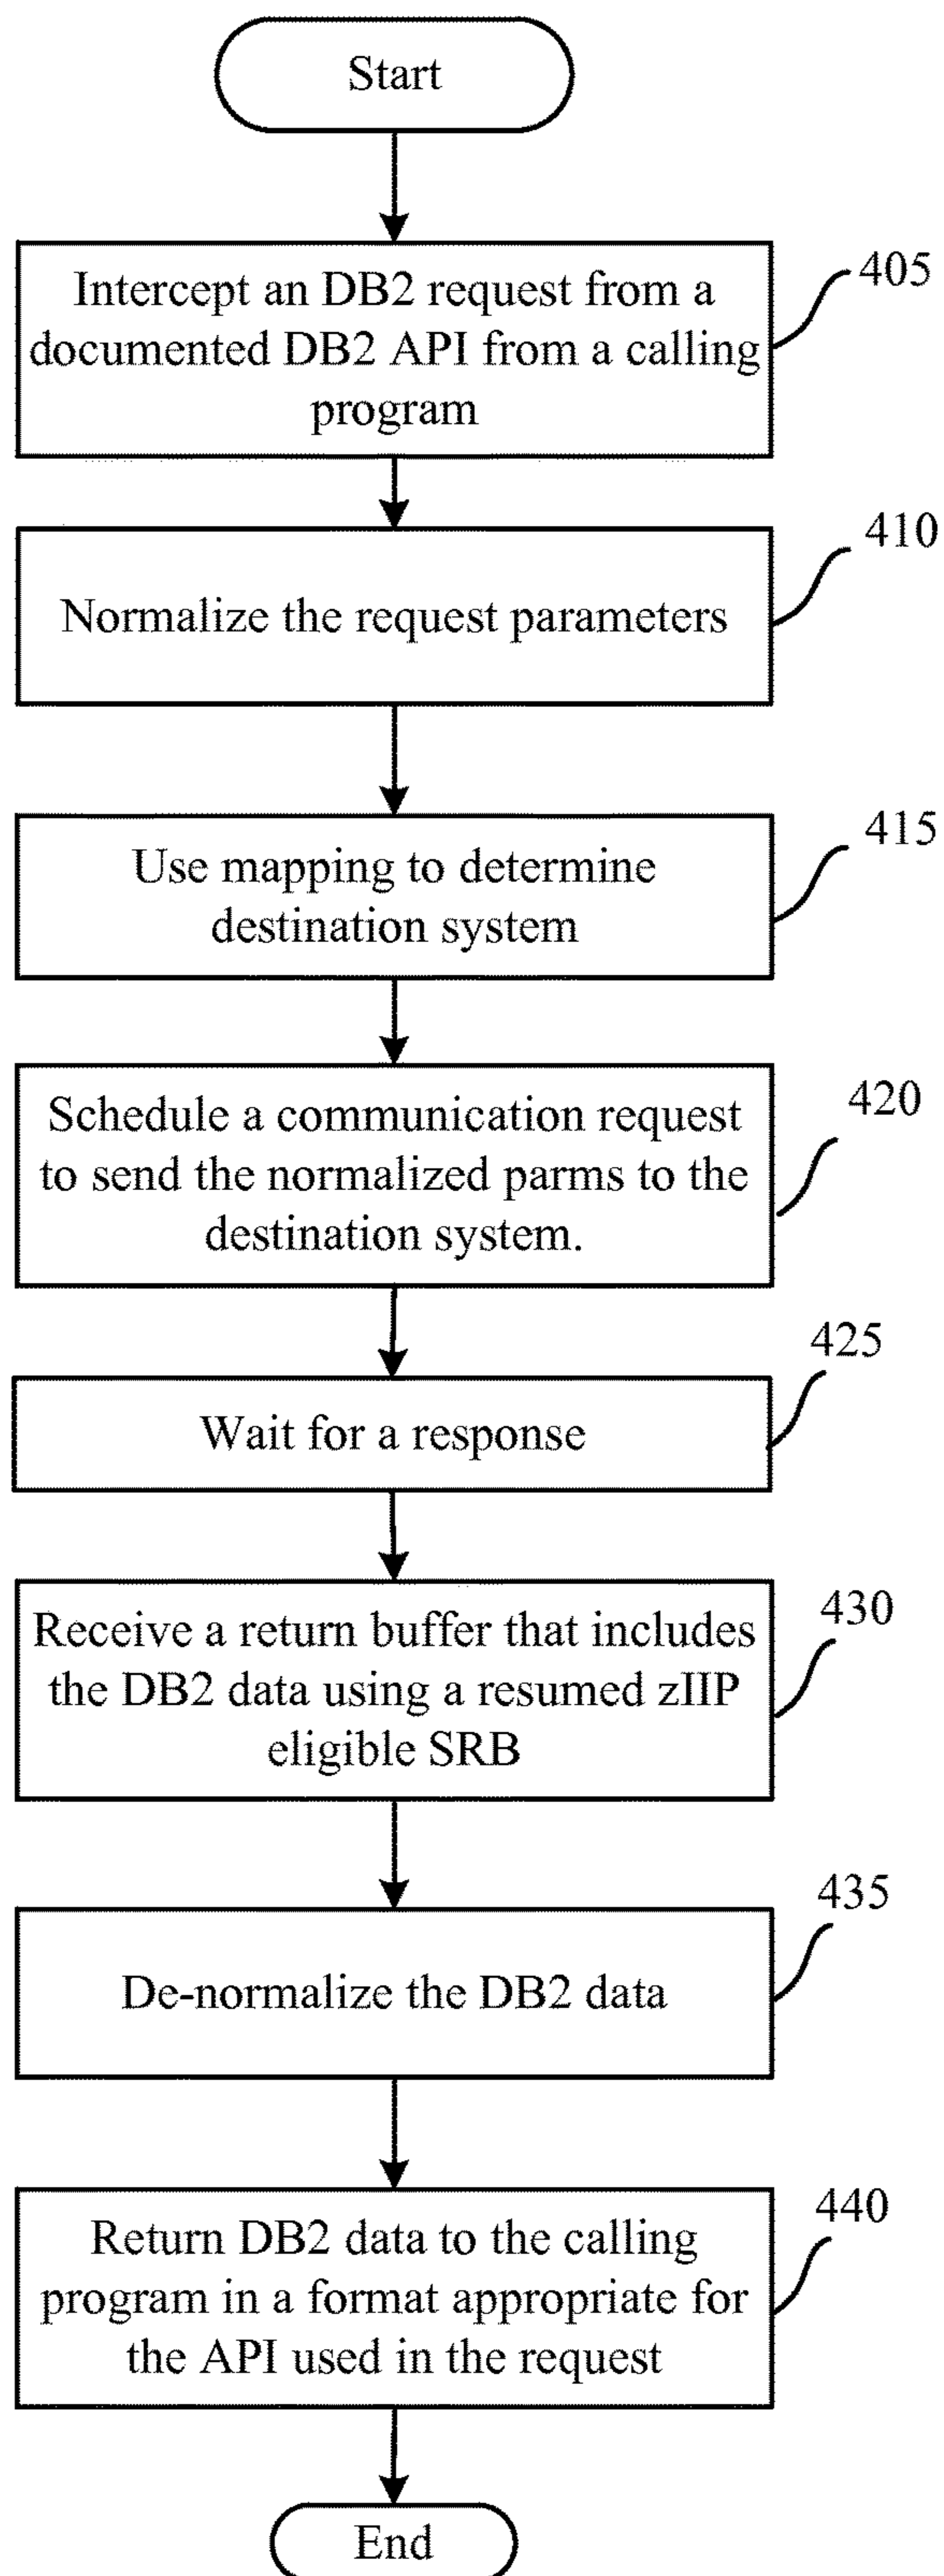 Start
Intercept an DB2 request from a
documented DB2 API from a calling
program
405
Normalize the request parameters
410
Use mapping to determine
destination system
415
Schedule a communication request
to send the normalized parms to the
destination system.
420
Wait for a response
425
Receive a return buffer that includes
the DB2 data using a resumed zIIP
eligible SRB
430
De-normalize the DB2 data
435
Return DB2 data to the calling
program in a format appropriate for
the API used in the request
440
End